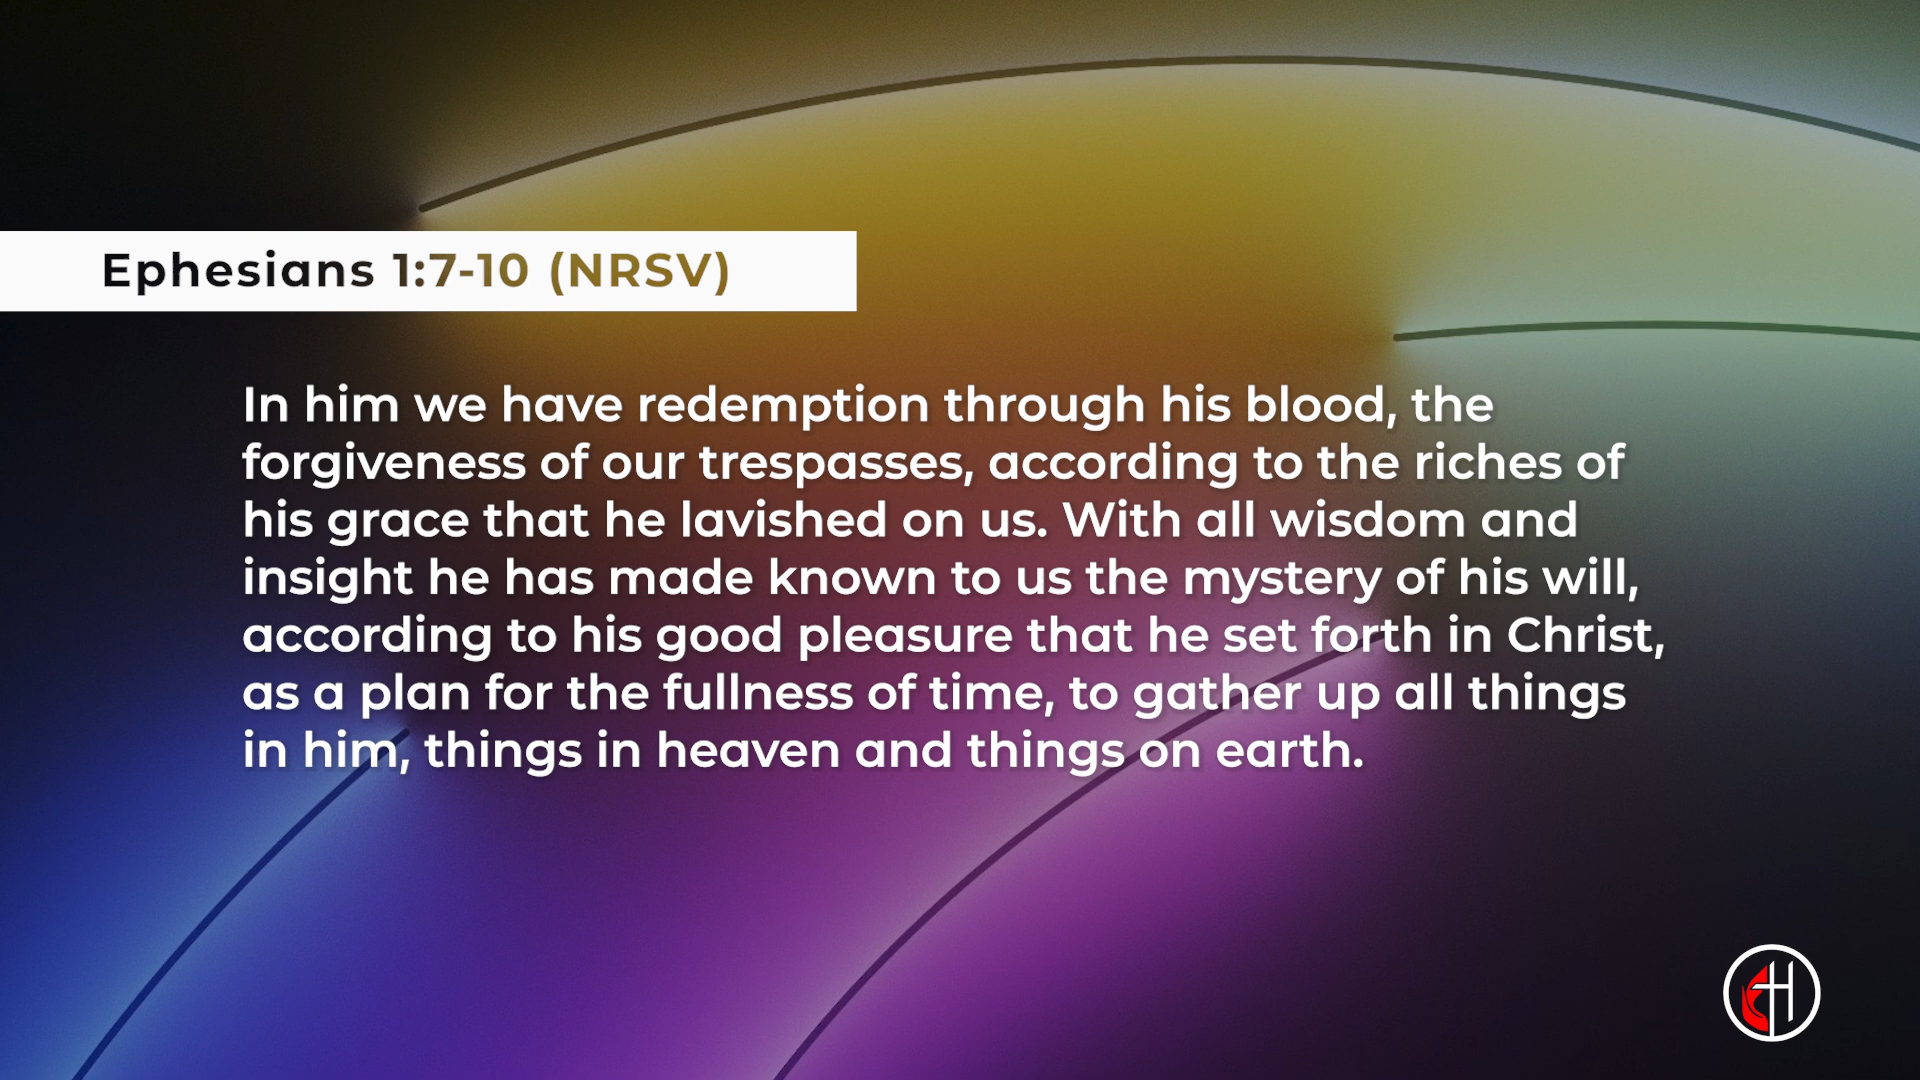 Ephesians 1:7-10 (NRSV)
In him we have redemption through his blood, the
forgiveness of our trespasses, according to the riches of
his grace that he lavished on us. With all wisdom and
insight he has made known to us the mystery of his will,
according to his good pleasure that he set forth in Christ,
as a plan for the fullness of time, to gather up all things
in him, things in heaven and things on earth.